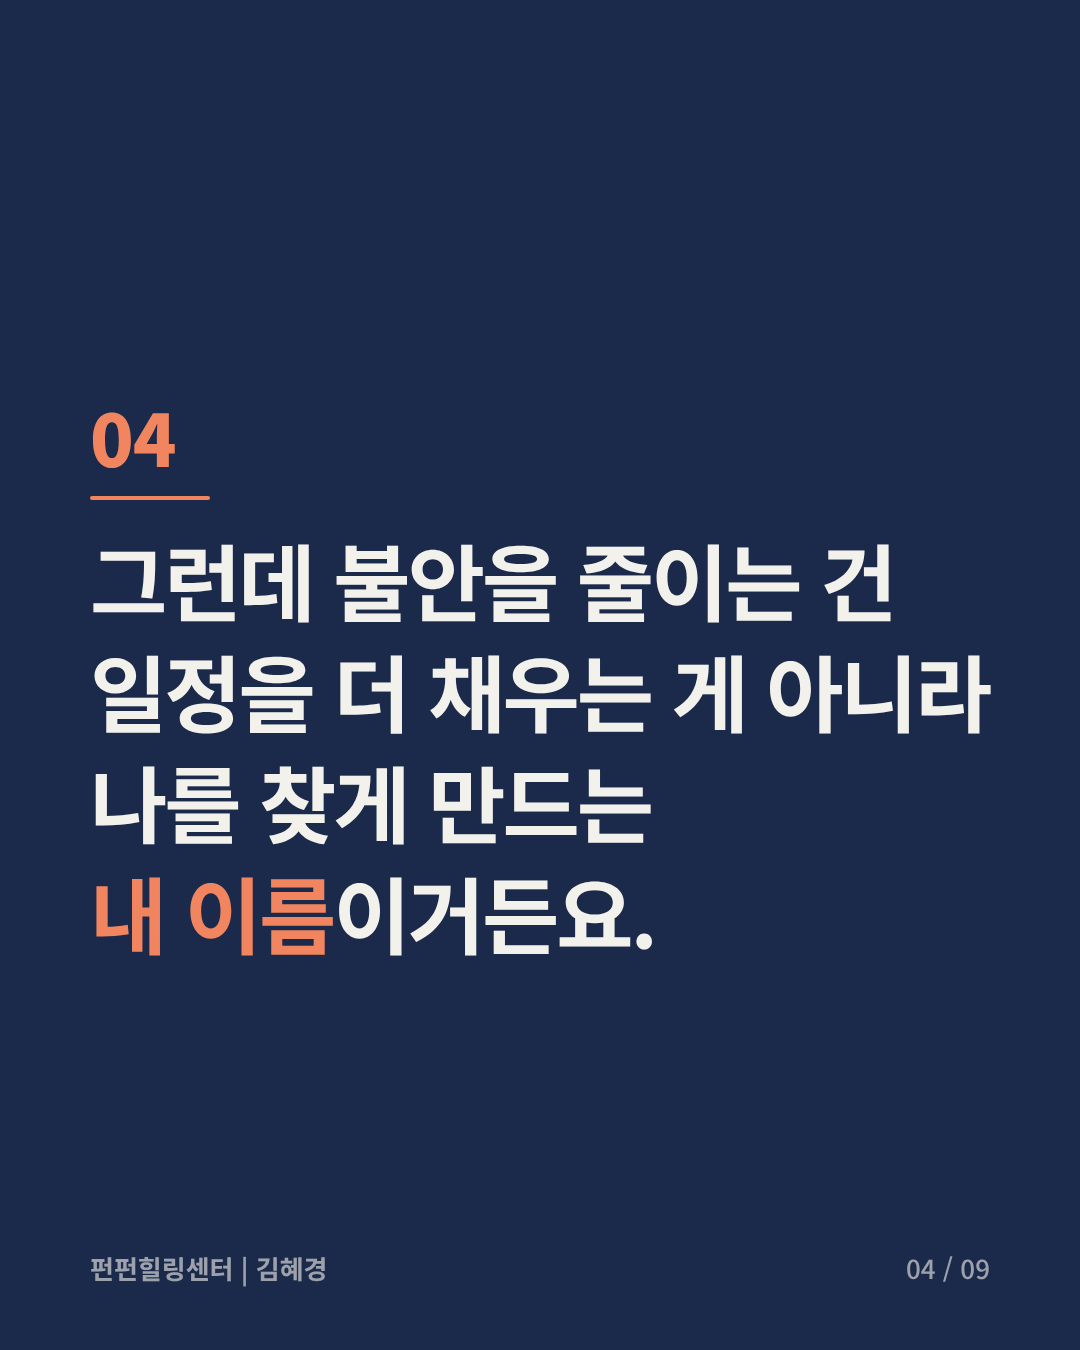 04
그런데 불안을 줄이는 건
일정을 더 채우는 게 아니라
나를 찾게 만드는
내 이름이거든요.
펀펀힐링센터 | 김혜경
04 / 09